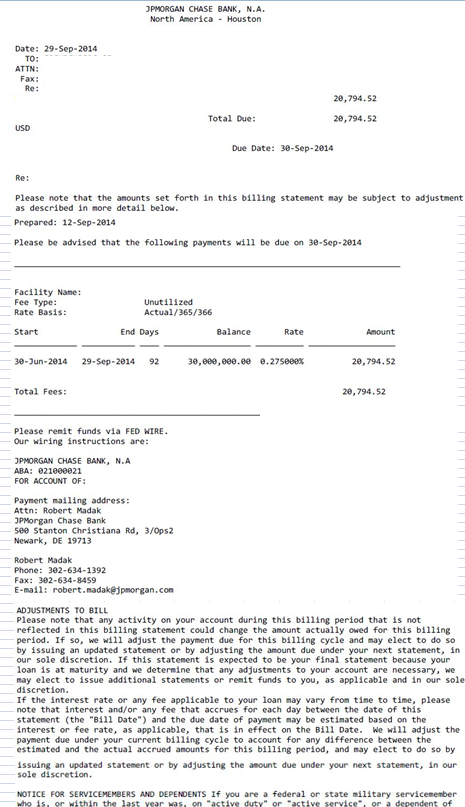 JPMORGAN CHASE BANK, N.A.
North America - Houston
Date: 29-Sep-2014
TO:
ATTN:
Fax:
Re:
20,794.52
Total Due: 20,794.52
USD
Due Date: 30-Sep-2014
Re:
Please note that the amounts set forth in this billing statement may be subject to adjustment
as described in more detail below.
Prepared: 12-Sep-2014
Please be advised that the following payments will be due on 30-Sep-2014
Facility Name:
Fee Type: Unutilized
Rate Basis: Actual/365/366
Start End Days Balance Rate Amount
30-Jun-2014 29-Sep-2014 92 30,000,000.00 0.275000% 20,794.52
Total Fees: 20,794.52
Please remit funds via FED WIRE.
Our wiring instructions are:
JPMORGAN CHASE BANK, N.A
ABA: 021000021
FOR ACCOUNT OF:
Payment mailing address:
Attn: Robert Madak
JPMorgan Chase Bank
500 Stanton Christiana Rd, 3/Ops2
Newark, DE 19713
Robert Madak
Phone: 302-634-1392
Fax: 302-634-8459
E-mail: robert.madak@jpmorgan.com
ADJUSTMENTS TO BILL
Please note that any activity on your account during this billing period that is not
reflected in this billing statement could change the amount actually owed for this billing
period. If so, we will adjust the payment due for this billing cycle and may elect to do so
by issuing an updated statement or by adjusting the amount due under your next statement, in
our sole discretion. If this statement is expected to be your final statement because your
loan is at maturity and we determine that any adjustments to your account are necessary, we
may elect to issue additional statements or remit funds to you, as applicable and in our sole
discretion.
If the interest rate or any fee applicable to your loan may vary from time to time, please
note that interest and/or any fee that accrues for each day between the date of this
statement (the "Bill Date") and the due date of payment may be estimated based on the
interest or fee rate, as applicable, that is in effect on the Bill Date. We will adjust the
payment due under your current billing cycle to account for any difference between the
estimated and the actual accrued amounts for this billing period, and may elect to do so by
issuing an updated statement or by adjusting the amount due under your next statement, in our
sole discretion.
NOTICE FOR SERVICEMEMBERS AND DEPENDENTS If you are a federal or state military servicemember
who is, or within the last year was, on "active duty" or "active service", or a dependent of